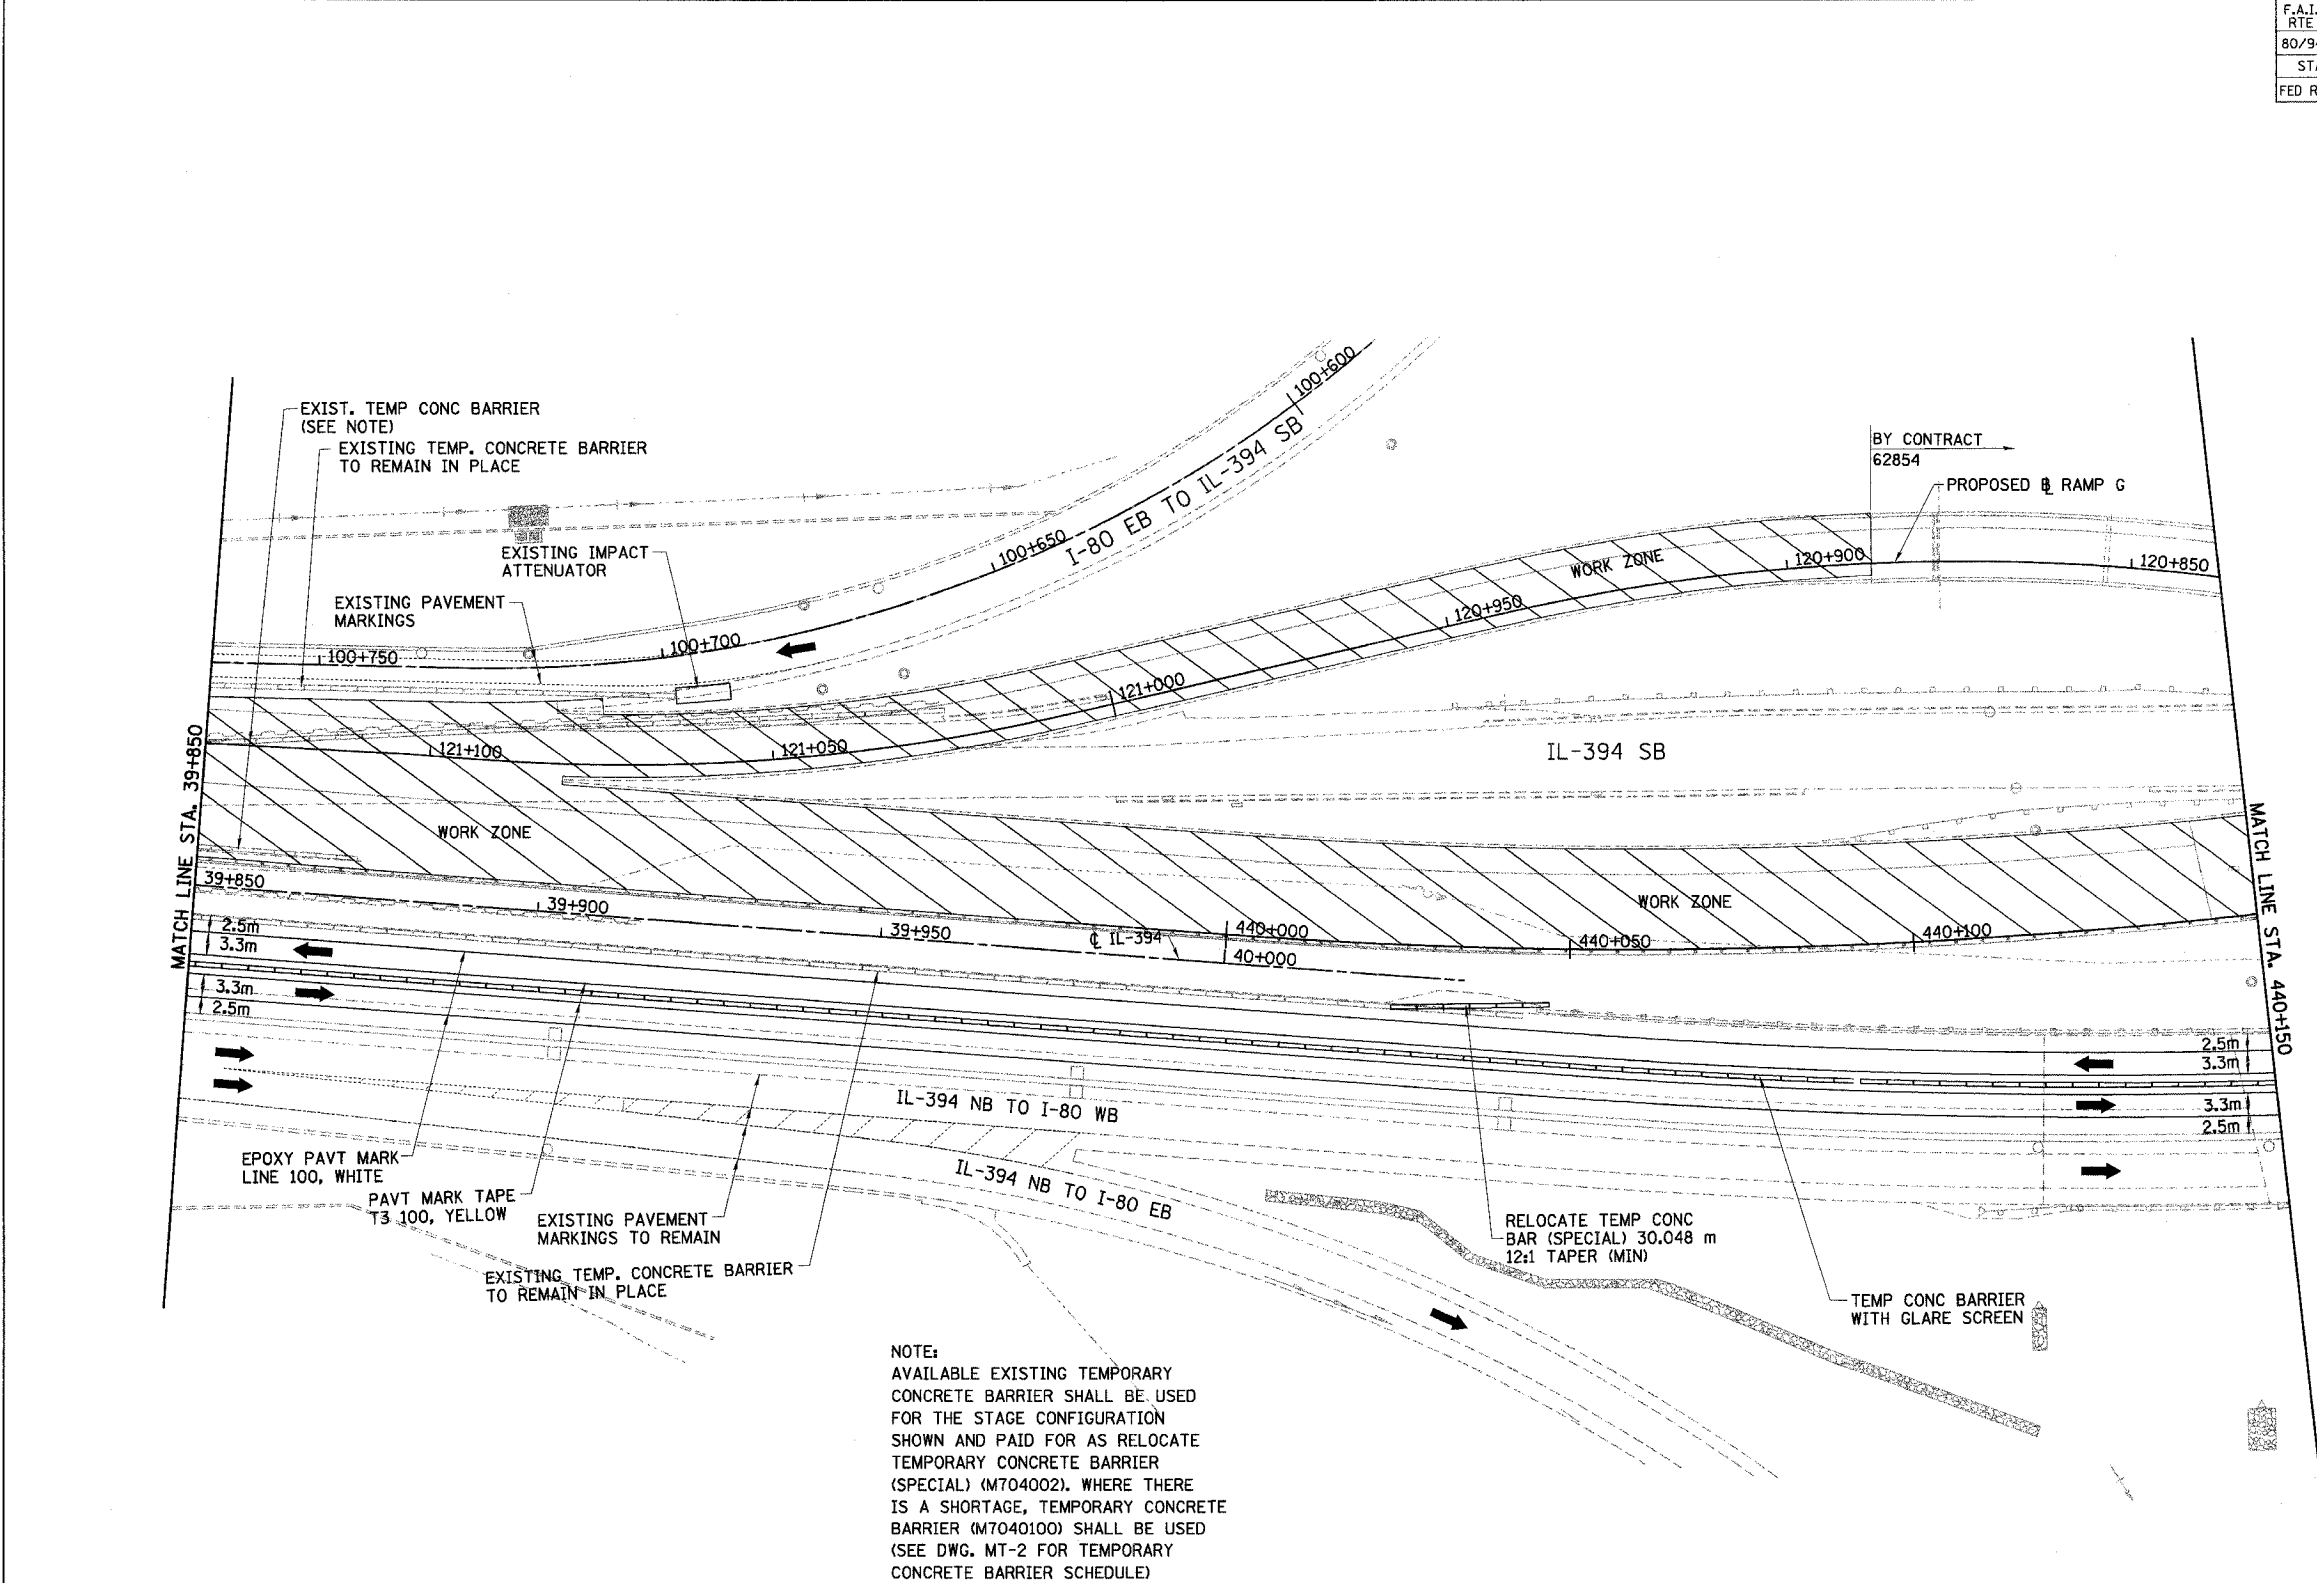 F.A.I.
RTE
80/9
STA
FED R
EXIST. TEMP CONC BARRIER
(SEE NOTE)
EXISTING TEMP. CONCRETE BARRIER
TO REMAIN IN PLACE
100+600
I-80 EB TO IL-394 SB
BY CONTRACT
62854
PROPOSED ℄ RAMP G
EXISTING IMPACT
ATTENUATOR
100+650
WORK ZONE
120+900
120+850
EXISTING PAVEMENT
MARKINGS
120+950
100+700
100+750
121+000
121+100
121+050
IL-394 SB
MATCH LINE STA. 39+850
WORK ZONE
WORK ZONE
MATCH LINE STA. 440+150
39+850
39+900
39+950
℄ IL-394
440+000
40+000
440+050
440+100
2.5m
3.3m
3.3m
2.5m
2.5m
3.3m
3.3m
2.5m
IL-394 NB TO I-80 WB
IL-394 NB TO I-80 EB
EPOXY PAVT MARK
LINE 100, WHITE
PAVT MARK TAPE
T3 100, YELLOW
EXISTING PAVEMENT
MARKINGS TO REMAIN
EXISTING TEMP. CONCRETE BARRIER
TO REMAIN IN PLACE
RELOCATE TEMP CONC
BAR (SPECIAL) 30.048 m
12:1 TAPER (MIN)
TEMP CONC BARRIER
WITH GLARE SCREEN
NOTE:
AVAILABLE EXISTING TEMPORARY
CONCRETE BARRIER SHALL BE USED
FOR THE STAGE CONFIGURATION
SHOWN AND PAID FOR AS RELOCATE
TEMPORARY CONCRETE BARRIER
(SPECIAL) (M704002). WHERE THERE
IS A SHORTAGE, TEMPORARY CONCRETE
BARRIER (M7040100) SHALL BE USED
(SEE DWG. MT-2 FOR TEMPORARY
CONCRETE BARRIER SCHEDULE)